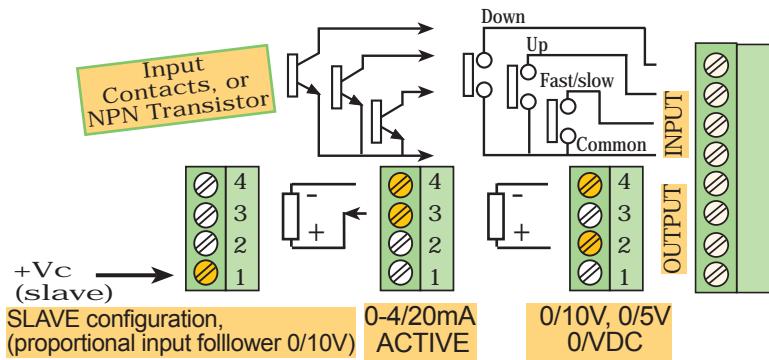 Down
Up
Fast/slow
Common
Input
Contacts, or
NPN Transistor
INPUT
OUTPUT
4
3
2
1
-
+
4
3
2
1
-
+
4
3
2
1
+Vc
(slave)
SLAVE configuration,
(proportional input folllower 0/10V)
0-4/20mA
ACTIVE
0/10V, 0/5V
0/VDC